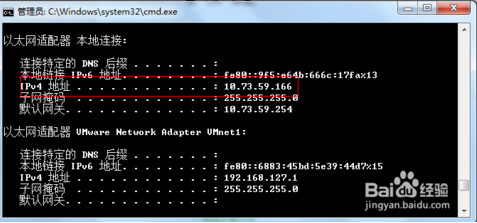 管理员: C:\Windows\system32\cmd.exe
以太网适配器 本地连接:
连接特定的 DNS 后缀 . . . . . . . :
本地链接 IPv6 地址. . . . . . . . : fe80::9f5:e64b:666c:17fa%13
IPv4 地址 . . . . . . . . . . . . : 10.73.59.166
子网掩码 . . . . . . . . . . . . : 255.255.255.0
默认网关. . . . . . . . . . . . . : 10.73.59.254
以太网适配器 VMware Network Adapter VMnet1:
连接特定的 DNS 后缀 . . . . . . . :
本地链接 IPv6 地址. . . . . . . . : fe80::6883:45bd:5e39:44d7%15
IPv4 地址 . . . . . . . . . . . . : 192.168.127.1
子网掩码 . . . . . . . . . . . . : 255.255.255.0
默认网关. . . . . . . . . . . . . :
Baidu 经验
jingyan.baidu.com